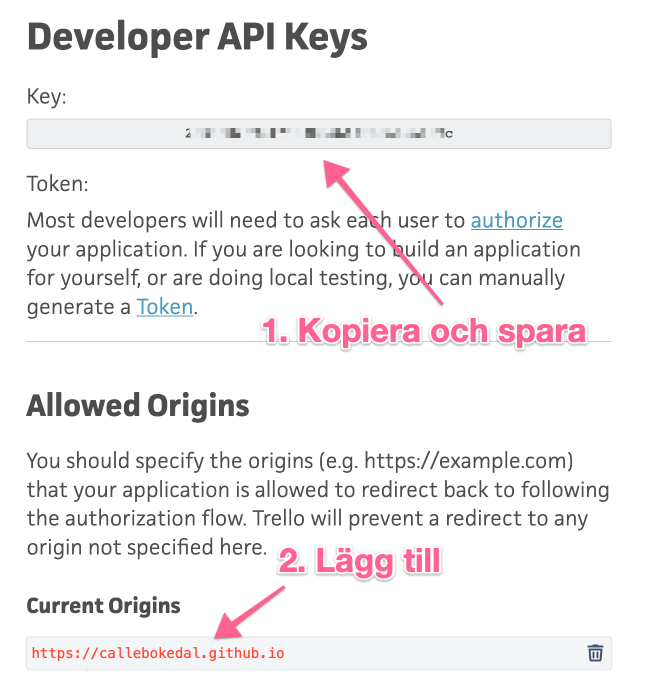 Developer API Keys
Key:
Token:
Most developers will need to ask each user to authorize
your application. If you are looking to build an application
for yourself, or are doing local testing, you can manually
generate a Token.
1. Kopiera och spara
Allowed Origins
You should specify the origins (e.g. https://example.com)
that your application is allowed to redirect back to following
the authorization flow. Trello will prevent a redirect to any
origin not specified here.
2. Lägg till
Current Origins
https://callebokedal.github.io